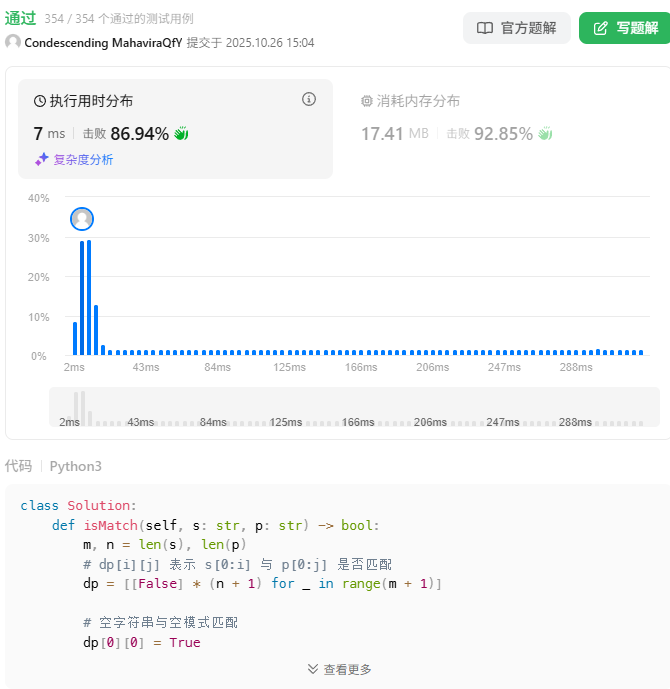 通过 354 / 354 个通过的测试用例
官方题解
写题解
Condescending MahaviraQfY 提交于 2025.10.26 15:04
执行用时分布
7 ms 击败 86.94%
复杂度分析
消耗内存分布
17.41 MB 击败 92.85%
40%
30%
20%
10%
0%
2ms 43ms 84ms 125ms 166ms 206ms 247ms 288ms
2ms 43ms 84ms 125ms 166ms 206ms 247ms 288ms
代码 Python3
class Solution:
    def isMatch(self, s: str, p: str) -> bool:
        m, n = len(s), len(p)
        # dp[i][j] 表示 s[0:i] 与 p[0:j] 是否匹配
        dp = [[False] * (n + 1) for _ in range(m + 1)]
        # 空字符串与空模式匹配
        dp[0][0] = True
查看更多